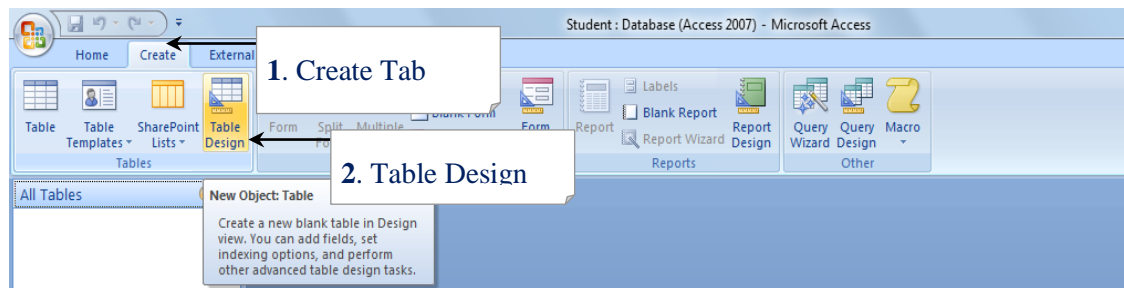 Student : Database (Access 2007) - Microsoft Access
Home Create External
1. Create Tab
Table
Table Templates
SharePoint Lists
Table Design
Form
Split
Multiple
Blank Form
Form
Report
Labels
Blank Report
Report Wizard
Report Design
Query Wizard
Query Design
Macro
Tables
Reports
Other
2. Table Design
All Tables
New Object: Table
Create a new blank table in Design
view. You can add fields, set
indexing options, and perform
other advanced table design tasks.